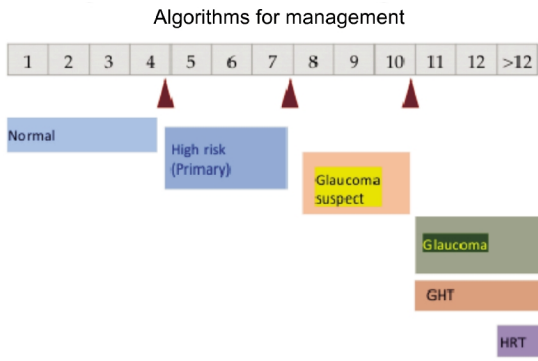 Algorithms for management
1 2 3 4 5 6 7 8 9 10 11 12 >12
Normal
High risk
(Primary)
Glaucoma
suspect
Glaucoma
GHT
HRT